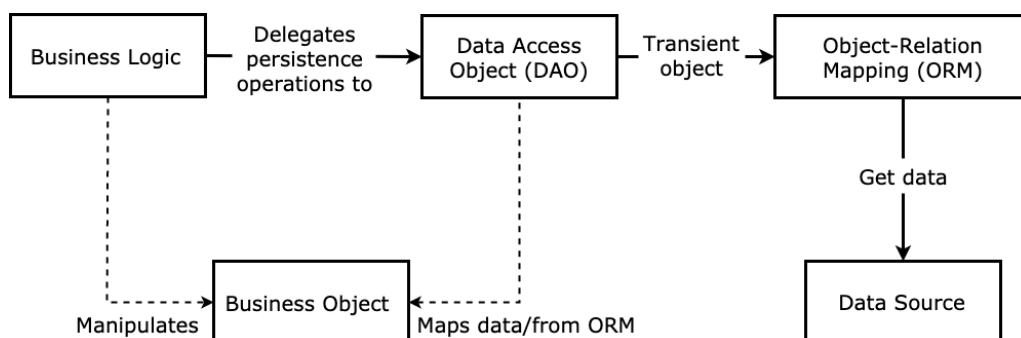 Business Logic
Delegates
persistence
operations to
Data Access
Object (DAO)
Transient
object
Object-Relation
Mapping (ORM)
Get data
Manipulates
Business Object
Maps data/from ORM
Data Source